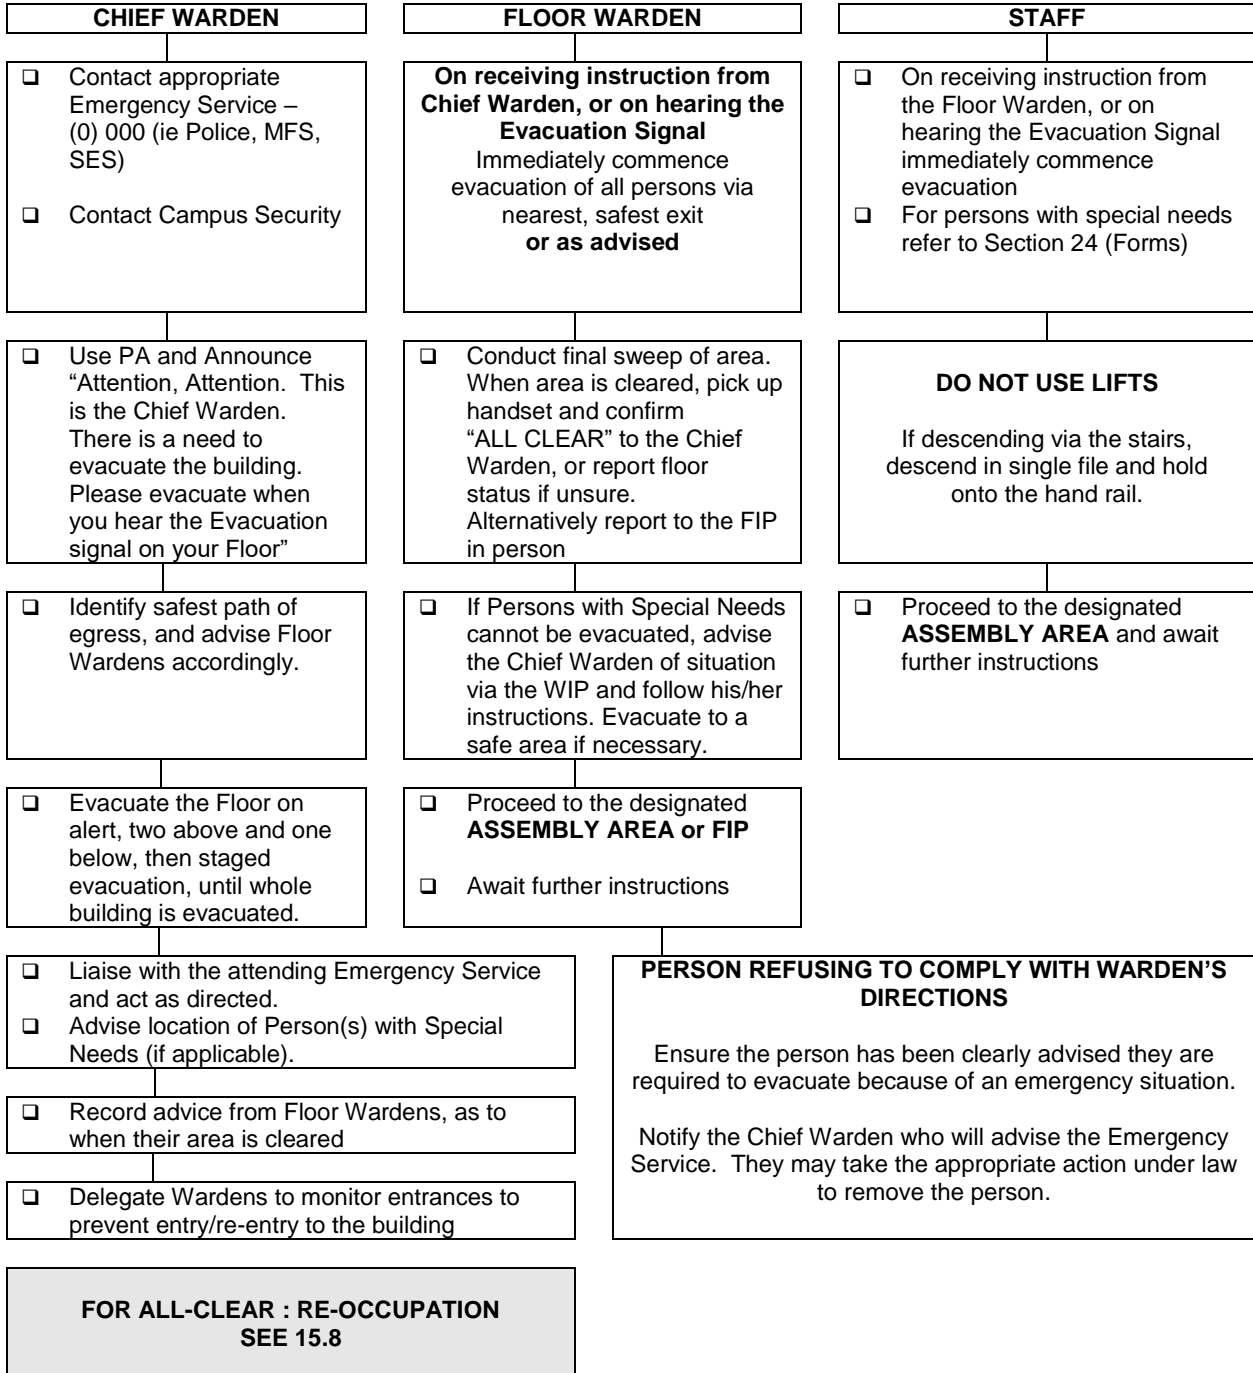 CHIEF WARDEN
❑ Contact appropriate
Emergency Service –
(0) 000 (ie Police, MFS,
SES)
❑ Contact Campus Security
❑ Use PA and Announce
“Attention, Attention. This
is the Chief Warden.
There is a need to
evacuate the building.
Please evacuate when
you hear the Evacuation
signal on your Floor”
❑ Identify safest path of
egress, and advise Floor
Wardens accordingly.
❑ Evacuate the Floor on
alert, two above and one
below, then staged
evacuation, until whole
building is evacuated.
❑ Liaise with the attending Emergency Service
and act as directed.
❑ Advise location of Person(s) with Special
Needs (if applicable).
❑ Record advice from Floor Wardens, as to
when their area is cleared
❑ Delegate Wardens to monitor entrances to
prevent entry/re-entry to the building
FOR ALL-CLEAR : RE-OCCUPATION
SEE 15.8
FLOOR WARDEN
On receiving instruction from
Chief Warden, or on hearing the
Evacuation Signal
Immediately commence
evacuation of all persons via
nearest, safest exit
or as advised
❑ Conduct final sweep of area.
When area is cleared, pick up
handset and confirm
“ALL CLEAR” to the Chief
Warden, or report floor
status if unsure.
Alternatively report to the FIP
in person
❑ If Persons with Special Needs
cannot be evacuated, advise
the Chief Warden of situation
via the WIP and follow his/her
instructions. Evacuate to a
safe area if necessary.
❑ Proceed to the designated
ASSEMBLY AREA or FIP
❑ Await further instructions
PERSON REFUSING TO COMPLY WITH WARDEN’S
DIRECTIONS
Ensure the person has been clearly advised they are
required to evacuate because of an emergency situation.
Notify the Chief Warden who will advise the Emergency
Service. They may take the appropriate action under law
to remove the person.
STAFF
❑ On receiving instruction from
the Floor Warden, or on
hearing the Evacuation Signal
immediately commence
evacuation
❑ For persons with special needs
refer to Section 24 (Forms)
DO NOT USE LIFTS
If descending via the stairs,
descend in single file and hold
onto the hand rail.
❑ Proceed to the designated
ASSEMBLY AREA and await
further instructions